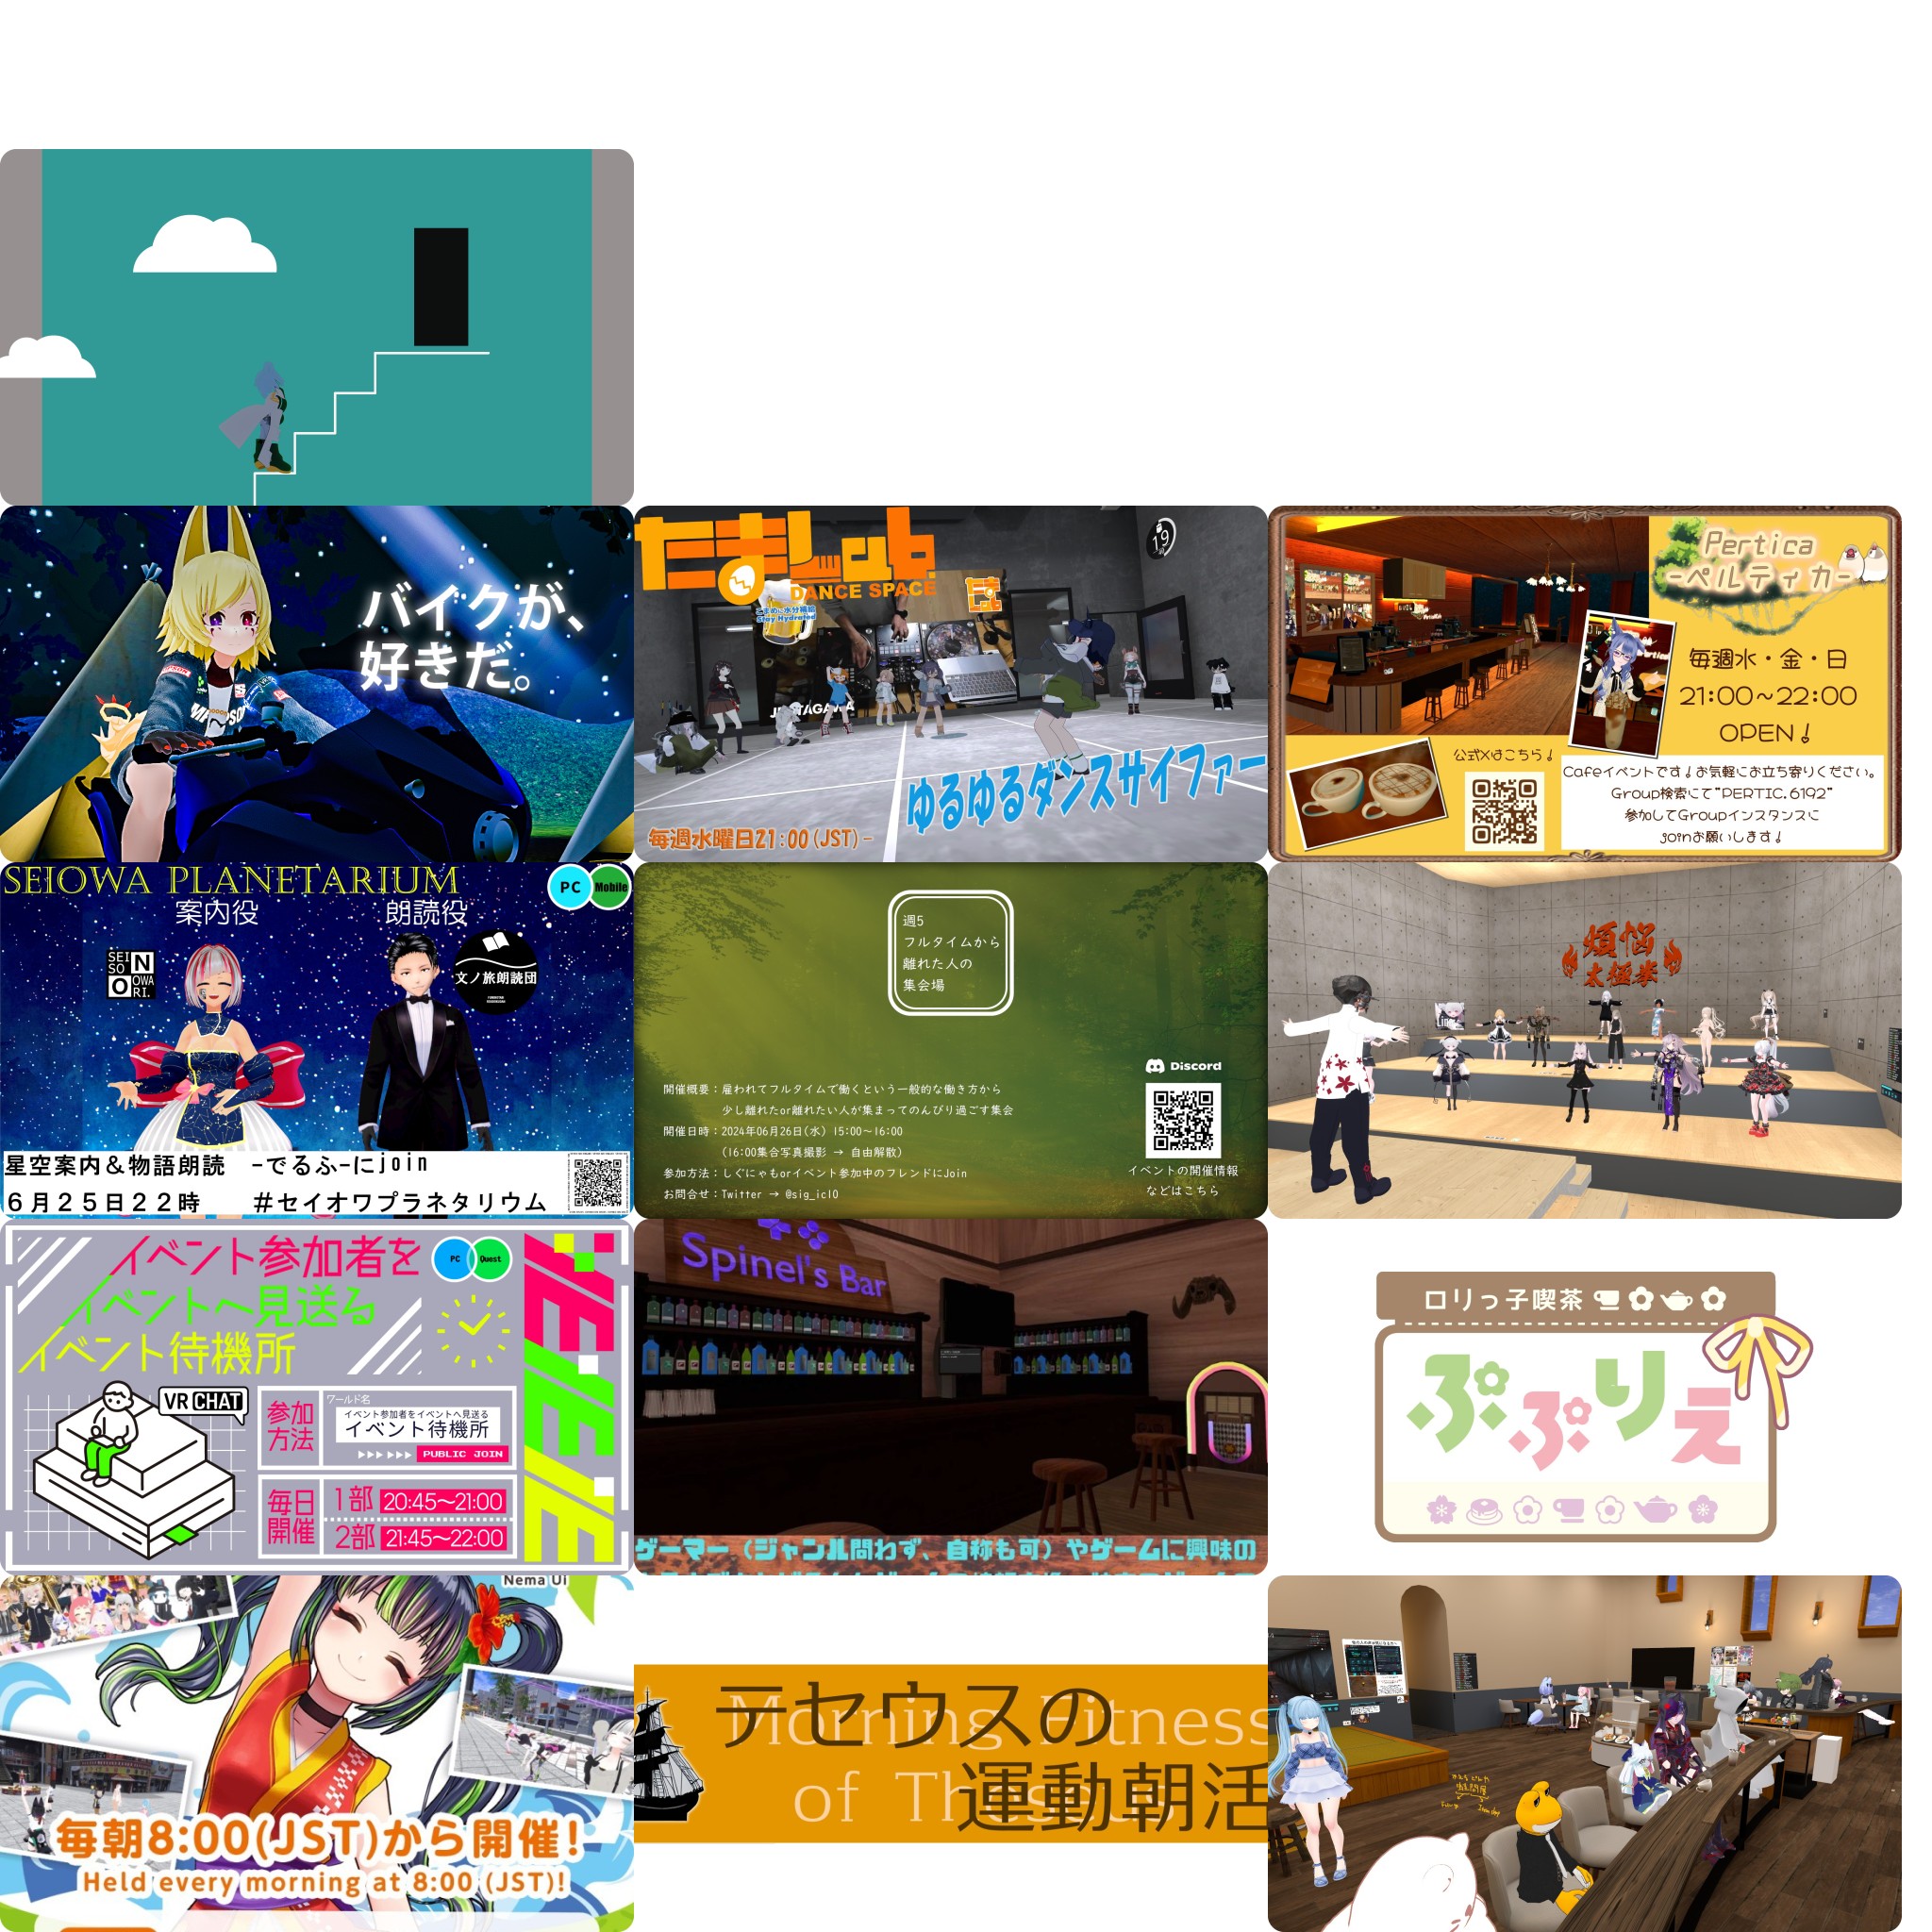 バイクが、
好きだ。
たまLab.
DANCE SPACE
こまめに水分補給
Stay Hydrated
19
ゆるゆるダンスサイファー
毎週水曜日21:00(JST)-
Pertica
-ペルティカ-
毎週水・金・日
21:00~22:00
OPEN!
公式Xはこちら!
Cafeイベントです!お気軽にお立ち寄りください。
Group検索にて"PERTIC.6192"
参加してGroupインスタンスに
joinお願いします!
SEIOWA PLANETARIUM
PC
Mobile
案内役
朗読役
SEI
SO
N
O
OWA
RI.
文ノ旅朗読団
星空案内&物語朗読 -でるふ-にjoin
6月25日22時 #セイオワプラネタリウム
週5
フルタイムから
離れた人の
集会場
開催概要:雇われてフルタイムで働くという一般的な働き方から
少し離れたor離れたい人が集まってのんびり過ごす集会
開催日時:2024年06月26日(水) 15:00~16:00
(16:00集合写真撮影 → 自由解散)
参加方法:しぐにゃもorイベント参加中のフレンドにJoin
お問合せ:Twitter → @sig_ic10
Discord
イベントの開催情報
などはこちら
煩悩
太極拳
イベント参加者を
イベントへ見送る
イベント待機所
PC
Quest
VRCHAT
参加
方法
ワールド名
イベント参加者をイベントへ見送る
イベント待機所
PUBLIC JOIN
毎日
開催
1部 20:45~21:00
2部 21:45~22:00
Spinel's Bar
ゲーマー(ジャンル問わず、自称も可)やゲームに興味の
ロリっ子喫茶
ぷぷりえ
Nema Ui
毎朝8:00(JST)から開催!
Held every morning at 8:00 (JST)!
テセウスの
運動朝活
Morning Fitness
of Theseus